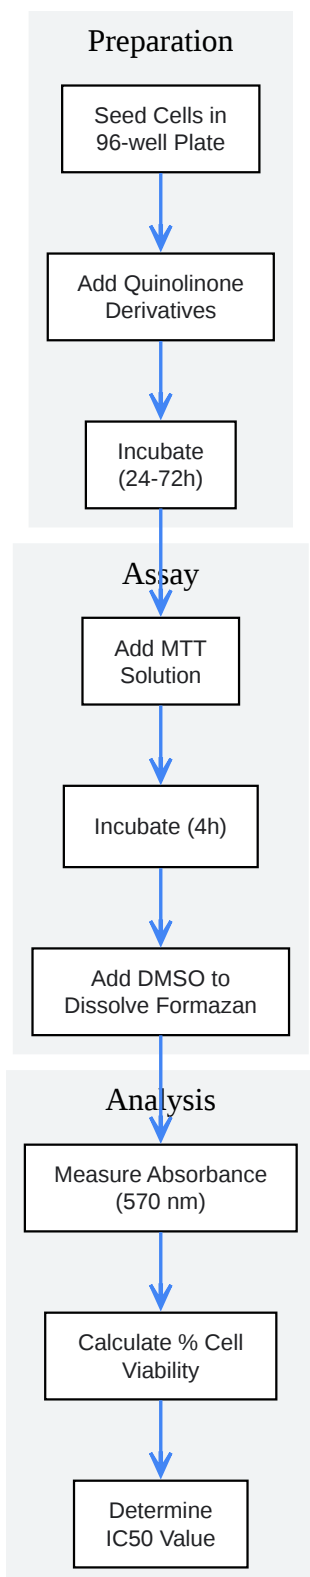 Preparation
Seed Cells in
96-well Plate
Add Quinolinone
Derivatives
Incubate
(24-72h)
Assay
Add MTT
Solution
Incubate (4h)
Add DMSO to
Dissolve Formazan
Analysis
Measure Absorbance
(570 nm)
Calculate % Cell
Viability
Determine
IC50 Value